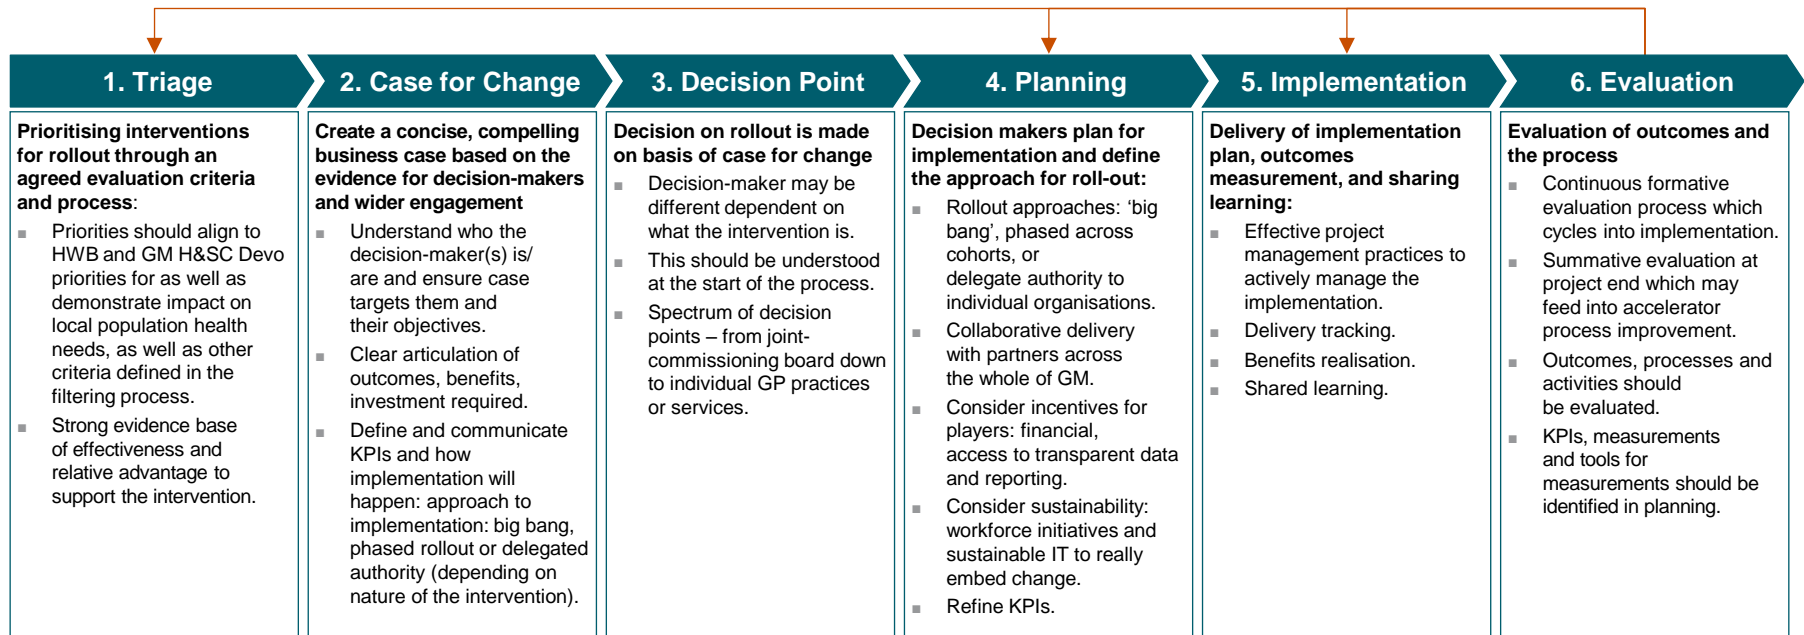 1. Triage
2. Case for Change
3. Decision Point
4. Planning
5. Implementation
6. Evaluation
Prioritising interventions
for rollout through an
agreed evaluation criteria
and process:
■ Priorities should align to
HWB and GM H&SC Devo
priorities for as well as
demonstrate impact on
local population health
needs, as well as other
criteria defined in the
filtering process.
■ Strong evidence base
of effectiveness and
relative advantage to
support the intervention.
Create a concise, compelling
business case based on the
evidence for decision-makers
and wider engagement
■ Understand who the
decision-maker(s) is/
are and ensure case
targets them and
their objectives.
■ Clear articulation of
outcomes, benefits,
investment required.
■ Define and communicate
KPIs and how
implementation will
happen: approach to
implementation: big bang,
phased rollout or delegated
authority (depending on
nature of the intervention).
Decision on rollout is made
on basis of case for change
■ Decision-maker may be
different dependent on
what the intervention is.
■ This should be understood
at the start of the process.
■ Spectrum of decision
points – from joint-
commissioning board down
to individual GP practices
or services.
Decision makers plan for
implementation and define
the approach for roll-out:
■ Rollout approaches: ‘big
bang’, phased across
cohorts, or
delegate authority to
individual organisations.
■ Collaborative delivery
with partners across
the whole of GM.
■ Consider incentives for
players: financial,
access to transparent data
and reporting.
■ Consider sustainability:
workforce initiatives and
sustainable IT to really
embed change.
■ Refine KPIs.
Delivery of implementation
plan, outcomes
measurement, and sharing
learning:
■ Effective project
management practices to
actively manage the
implementation.
■ Delivery tracking.
■ Benefits realisation.
■ Shared learning.
Evaluation of outcomes and
the process
■ Continuous formative
evaluation process which
cycles into implementation.
■ Summative evaluation at
project end which may
feed into accelerator
process improvement.
■ Outcomes, processes and
activities should
be evaluated.
■ KPIs, measurements
and tools for
measurements should be
identified in planning.